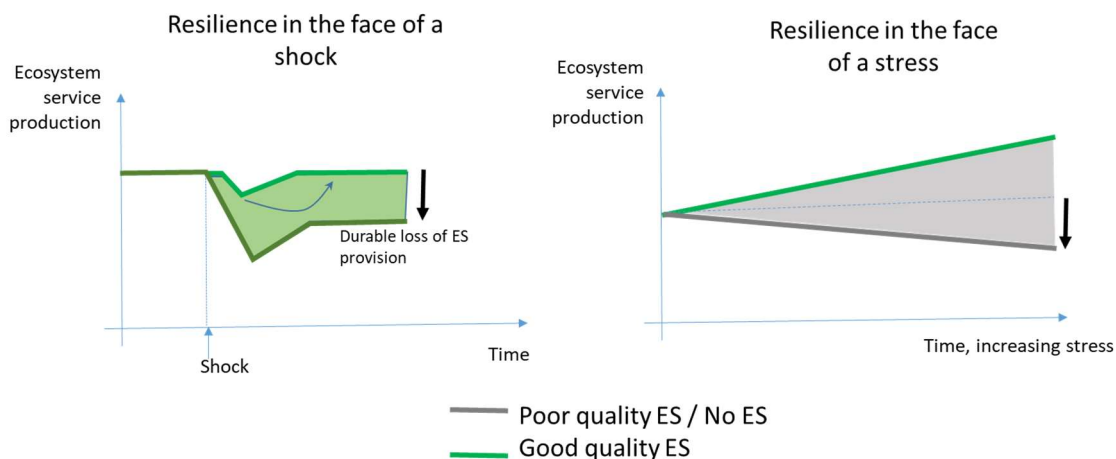 Resilience in the face of a
shock
Ecosystem
service
production
Durable loss of ES
provision
Time
Shock
Resilience in the face
of a stress
Ecosystem
service
production
Time, increasing stress
Poor quality ES / No ES
Good quality ES